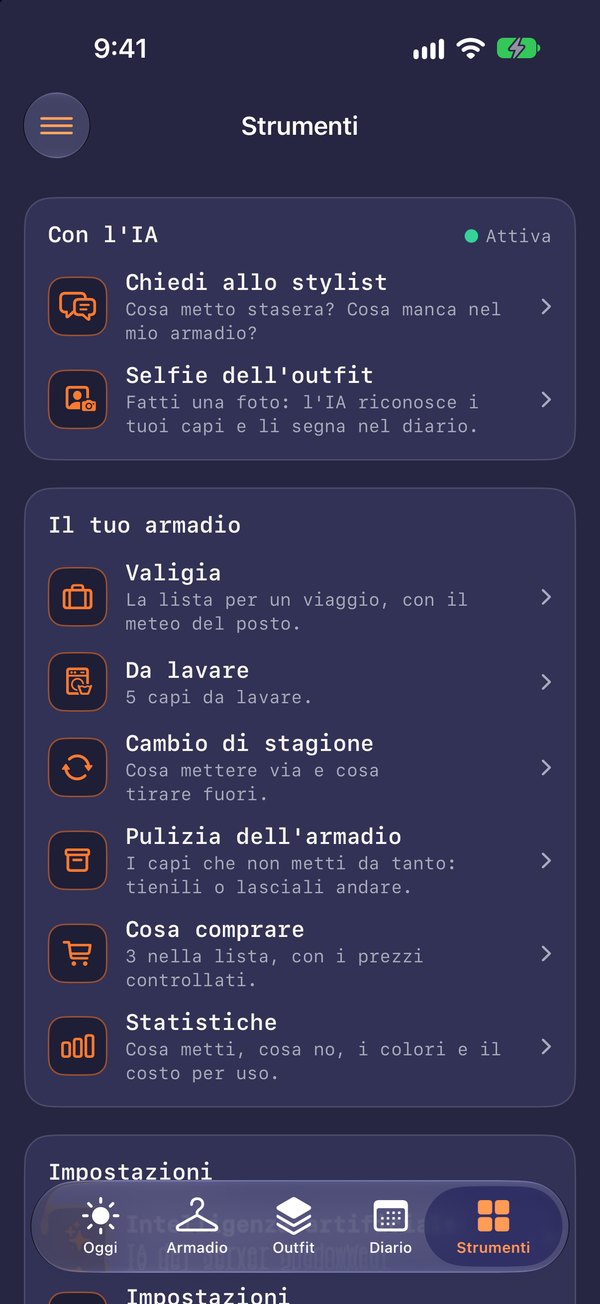 9:41
Strumenti
Con l'IA
Attiva
Chiedi allo stylist
Cosa metto stasera? Cosa manca nel
mio armadio?
Selfie dell'outfit
Fatti una foto: l'IA riconosce i
tuoi capi e li segna nel diario.
Il tuo armadio
Valigia
La lista per un viaggio, con il
meteo del posto.
Da lavare
5 capi da lavare.
Cambio di stagione
Cosa mettere via e cosa
tirare fuori.
Pulizia dell'armadio
I capi che non metti da tanto:
tienili o lasciali andare.
Cosa comprare
3 nella lista, con i prezzi
controllati.
Statistiche
Cosa metti, cosa no, i colori e il
costo per uso.
Impostazioni
Intelligenza artificiale
Oggi
Armadio
Outfit
Diario
Strumenti
Impostazioni